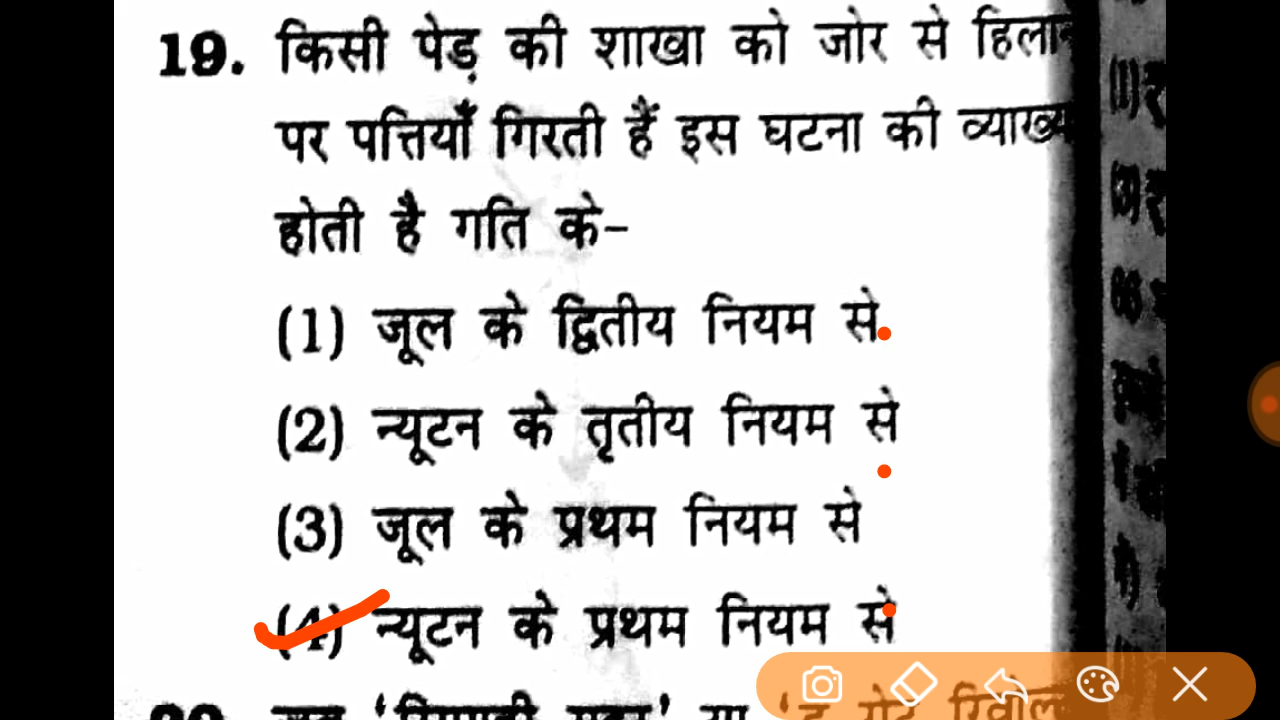 19. किसी पेड़ की शाखा को जोर से
पर पत्तियाँ गिरती हैं इस घटना की
होती है गति के-
(1) जूल के द्वितीय नियम से
(2) न्यूटन के तृतीय नियम से
(3) जूल के प्रथम नियम से
(4) न्यूटन के प्रथम नियम से